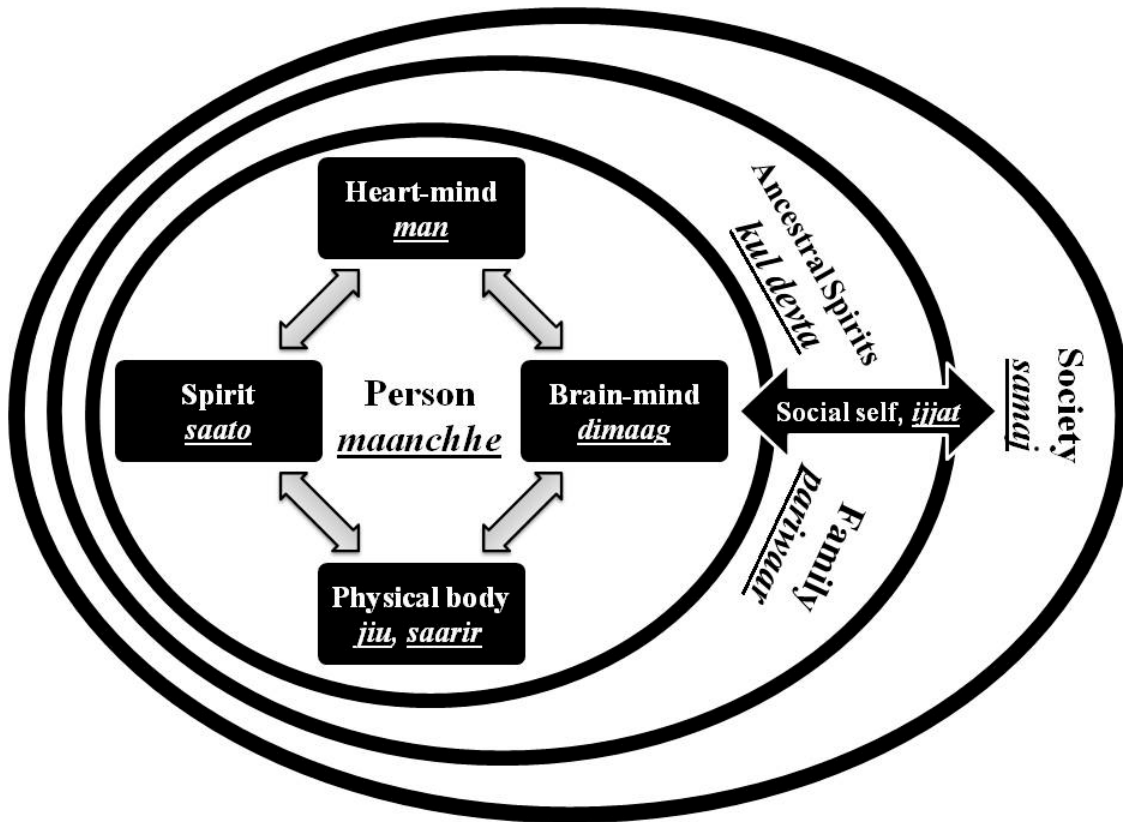 Heart-mind
man
Spirit
saato
Person
maanchhe
Brain-mind
dimaag
Physical body
jiu, saarir
Social self, ijjat
Ancestral Spirits
kul devta
Family
pariwaar
Society
samaj